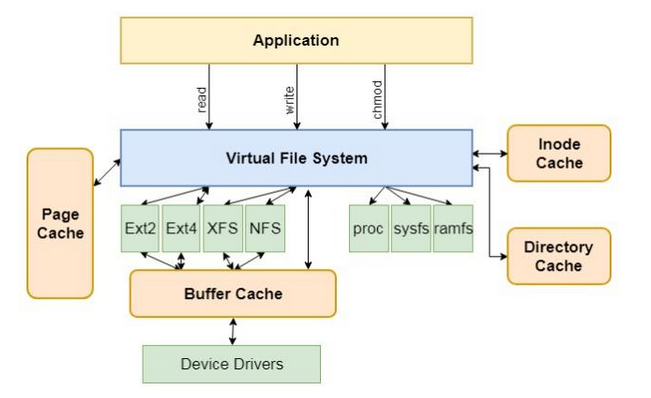 Application
read
write
chmod
Virtual File System
Inode
Cache
Page
Cache
Ext2
Ext4
XFS
NFS
proc
sysfs
ramfs
Directory
Cache
Buffer Cache
Device Drivers